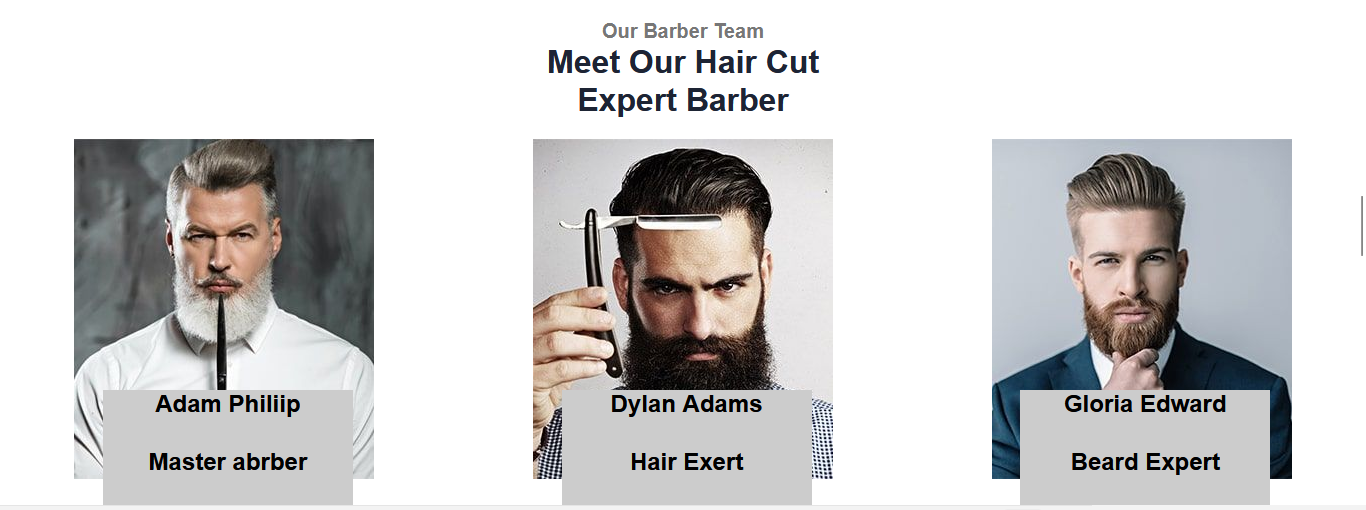 Our Barber Team
Meet Our Hair Cut
Expert Barber
Adam Philiip
Dylan Adams
Gloria Edward
Master abrber
Hair Exert
Beard Expert